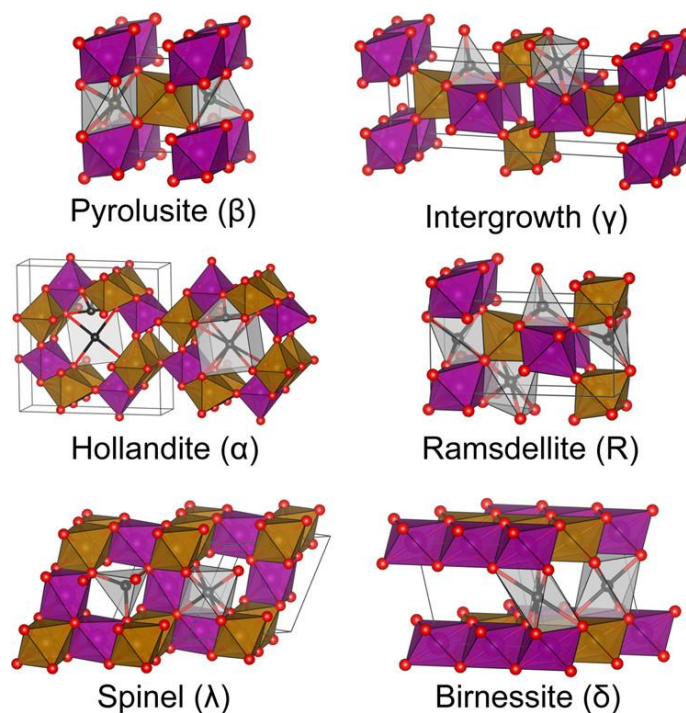 Pyrolusite (β)
Intergrowth (γ)
Hollandite (α)
Ramsdellite (R)
Spinel (λ)
Birnessite (δ)